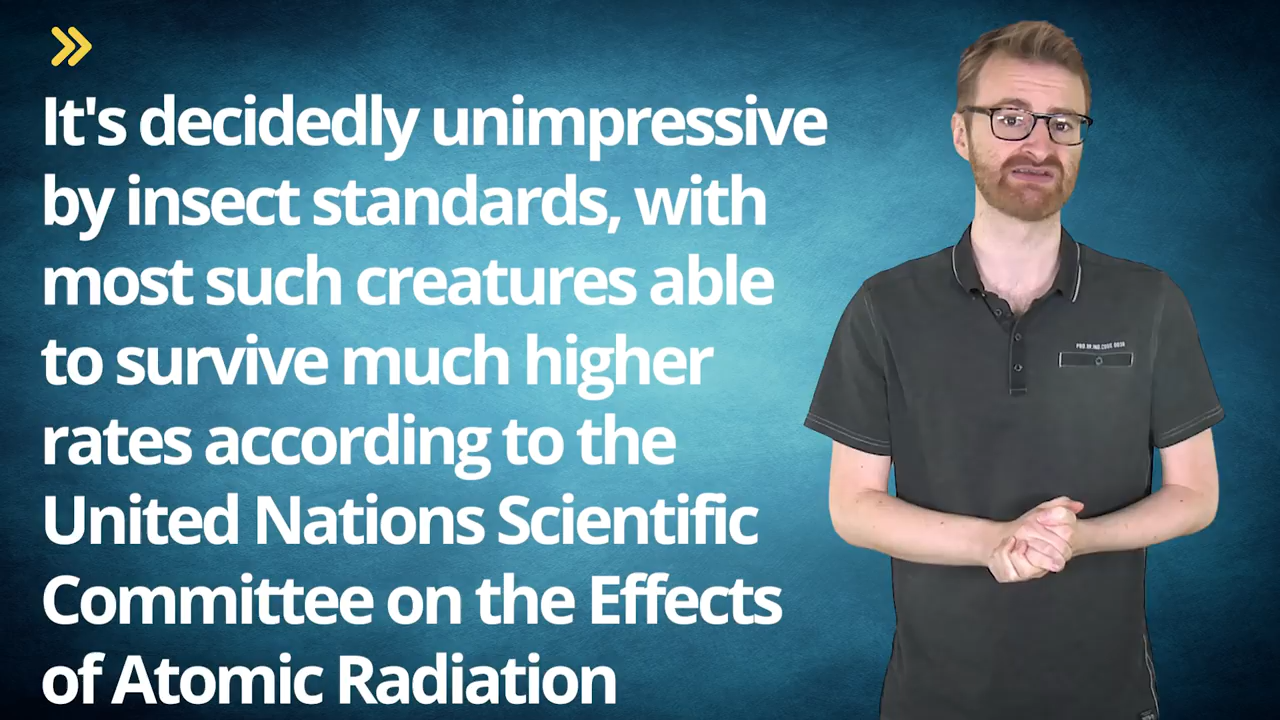 It's decidedly unimpressive
by insect standards, with
most such creatures able
to survive much higher
rates according to the
United Nations Scientific
Committee on the Effects
of Atomic Radiation